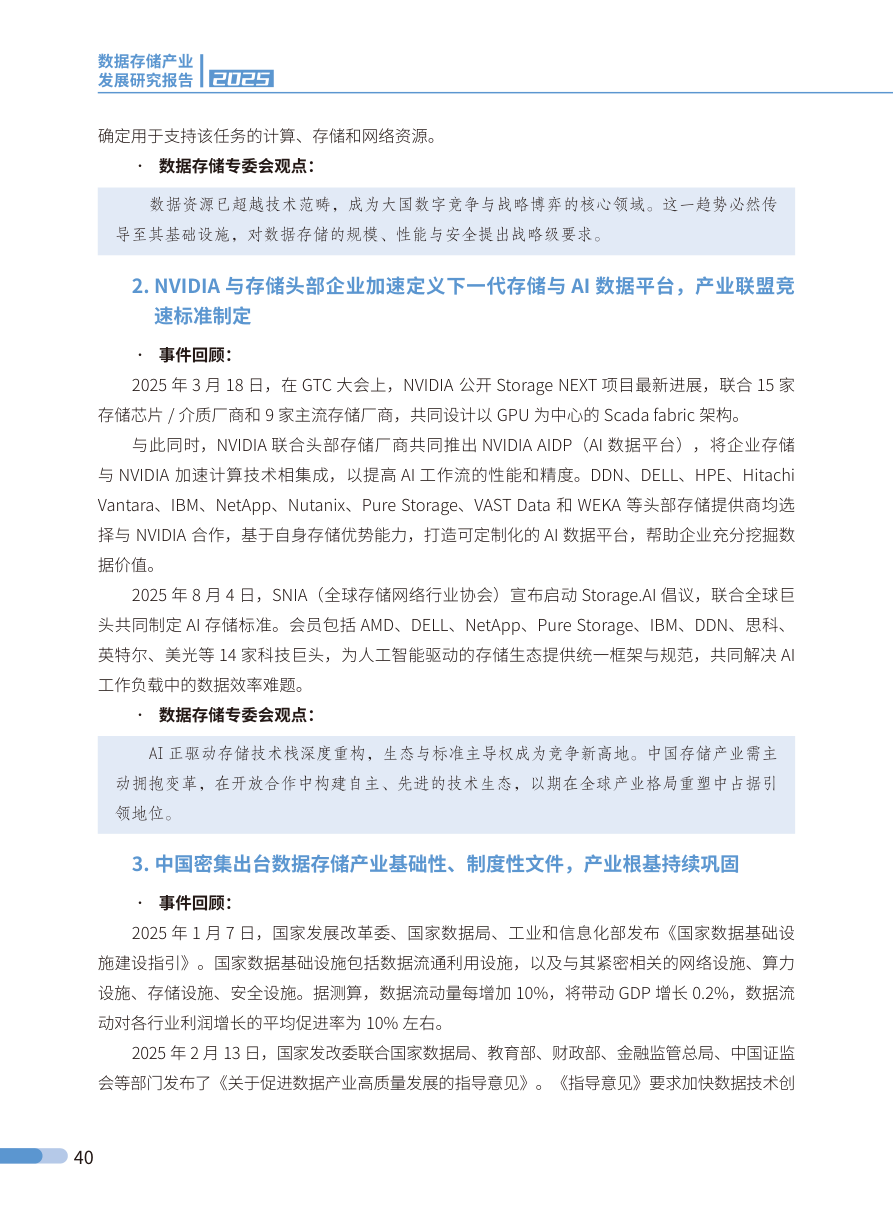 数据存储产业
发展研究报告 2025
确定用于支持该任务的计算、存储和网络资源。
· 数据存储专委会观点：
数据资源已超越技术范畴，成为大国数字竞争与战略博弈的核心领域。这一趋势必然传
导至其基础设施，对数据存储的规模、性能与安全提出战略级要求。
2. NVIDIA 与存储头部企业加速定义下一代存储与 AI 数据平台，产业联盟竞
速标准制定
· 事件回顾：
2025 年 3 月 18 日，在 GTC 大会上，NVIDIA 公开 Storage NEXT 项目最新进展，联合 15 家
存储芯片 / 介质厂商和 9 家主流存储厂商，共同设计以 GPU 为中心的 Scada fabric 架构。
与此同时，NVIDIA 联合头部存储厂商共同推出 NVIDIA AIDP（AI 数据平台），将企业存储
与 NVIDIA 加速计算技术相集成，以提高 AI 工作流的性能和精度。DDN、DELL、HPE、Hitachi
Vantara、IBM、NetApp、Nutanix、Pure Storage、VAST Data 和 WEKA 等头部存储提供商均选
择与 NVIDIA 合作，基于自身存储优势能力，打造可定制化的 AI 数据平台，帮助企业充分挖掘数
据价值。
2025 年 8 月 4 日，SNIA（全球存储网络行业协会）宣布启动 Storage.AI 倡议，联合全球巨
头共同制定 AI 存储标准。会员包括 AMD、DELL、NetApp、Pure Storage、IBM、DDN、思科、
英特尔、美光等 14 家科技巨头，为人工智能驱动的存储生态提供统一框架与规范，共同解决 AI
工作负载中的数据效率难题。
· 数据存储专委会观点：
AI 正驱动存储技术栈深度重构，生态与标准主导权成为竞争新高地。中国存储产业需主
动拥抱变革，在开放合作中构建自主、先进的技术生态，以期在全球产业格局重塑中占据引
领地位。
3. 中国密集出台数据存储产业基础性、制度性文件，产业根基持续巩固
· 事件回顾：
2025 年 1 月 7 日，国家发展改革委、国家数据局、工业和信息化部发布《国家数据基础设
施建设指引》。国家数据基础设施包括数据流通利用设施，以及与其紧密相关的网络设施、算力
设施、存储设施、安全设施。据测算，数据流动量每增加 10%，将带动 GDP 增长 0.2%，数据流
动对各行业利润增长的平均促进率为 10% 左右。
2025 年 2 月 13 日，国家发改委联合国家数据局、教育部、财政部、金融监管总局、中国证监
会等部门发布了《关于促进数据产业高质量发展的指导意见》。《指导意见》要求加快数据技术创
40